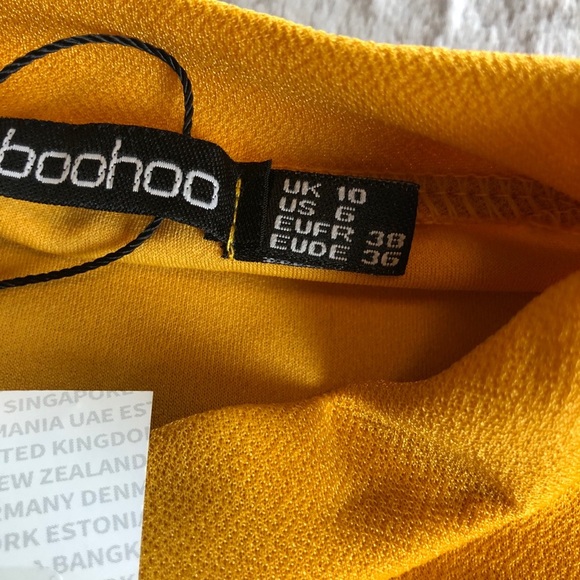 boohoo
UK 10
US 6
EUFR 38
EUDE 36
SINGAPORE
MANIA UAE EST
TED KINGDO
EW ZEALAND
RMANY DENM
RK ESTONIA
BANGK